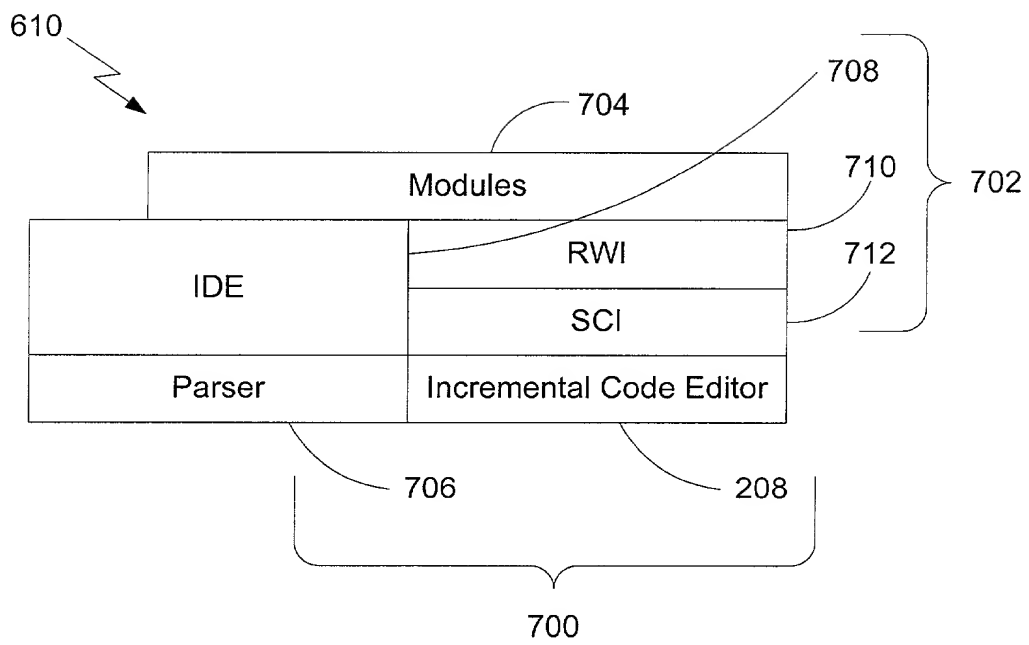 610
708
704
710
702
Modules
RWI
712
IDE
SCI
Parser
Incremental Code Editor
706
208
700